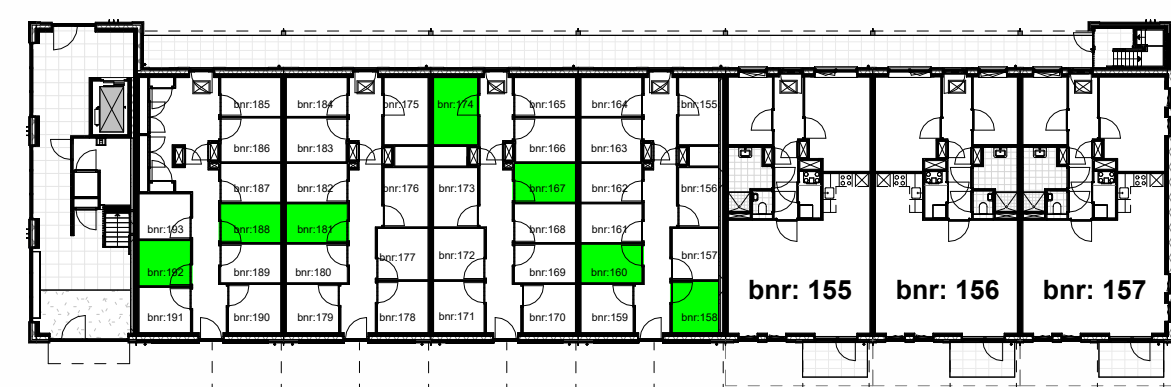 bnr:185
bnr:184
bnr:175
bnr:174
bnr:165
bnr:164
bnr:155
bnr:186
bnr:183
bnr:166
bnr:163
bnr:187
bnr:182
bnr:176
bnr:173
bnr:167
bnr:162
bnr:156
bnr:193
bnr:188
bnr:181
bnr:168
bnr:161
bnr:192
bnr:189
bnr:180
bnr:177
bnr:172
bnr:169
bnr:160
bnr:157
bnr:191
bnr:190
bnr:179
bnr:178
bnr:171
bnr:170
bnr:159
bnr:158
bnr: 155
bnr: 156
bnr: 157